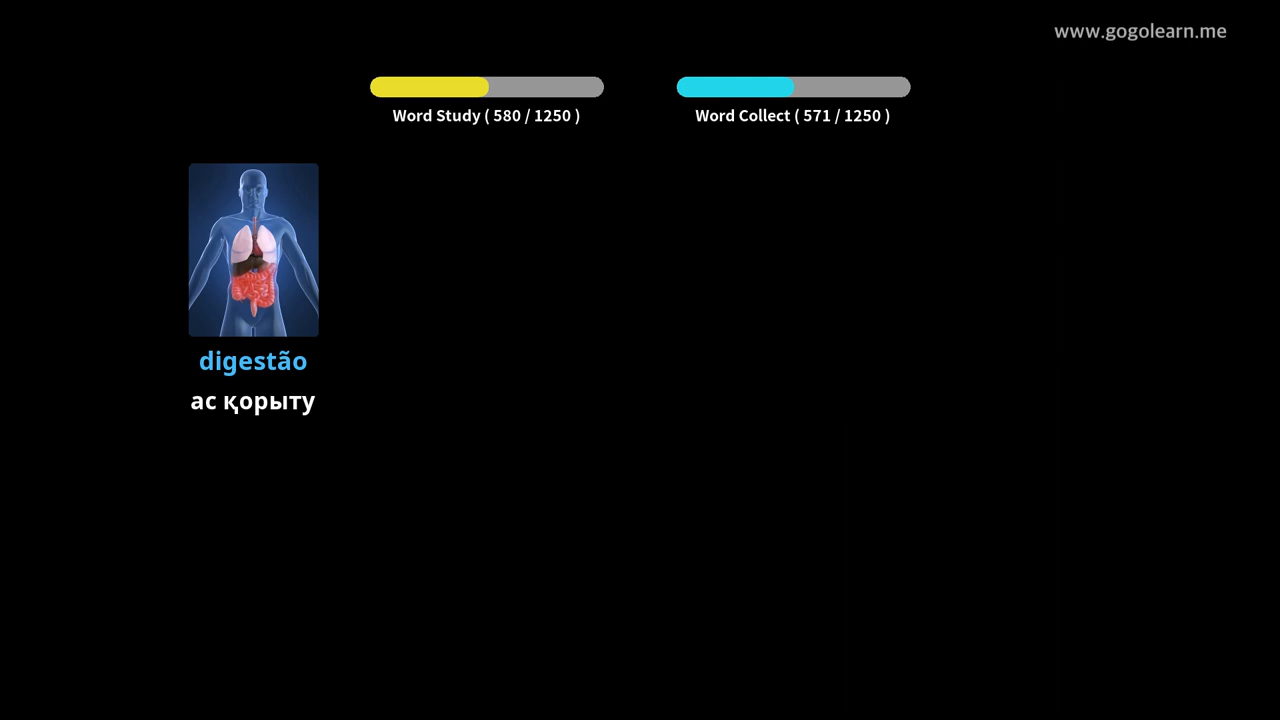 www.gogolearn.me
Word Study ( 580 / 1250 )
Word Collect ( 571 / 1250 )
digestão
ас қорыту